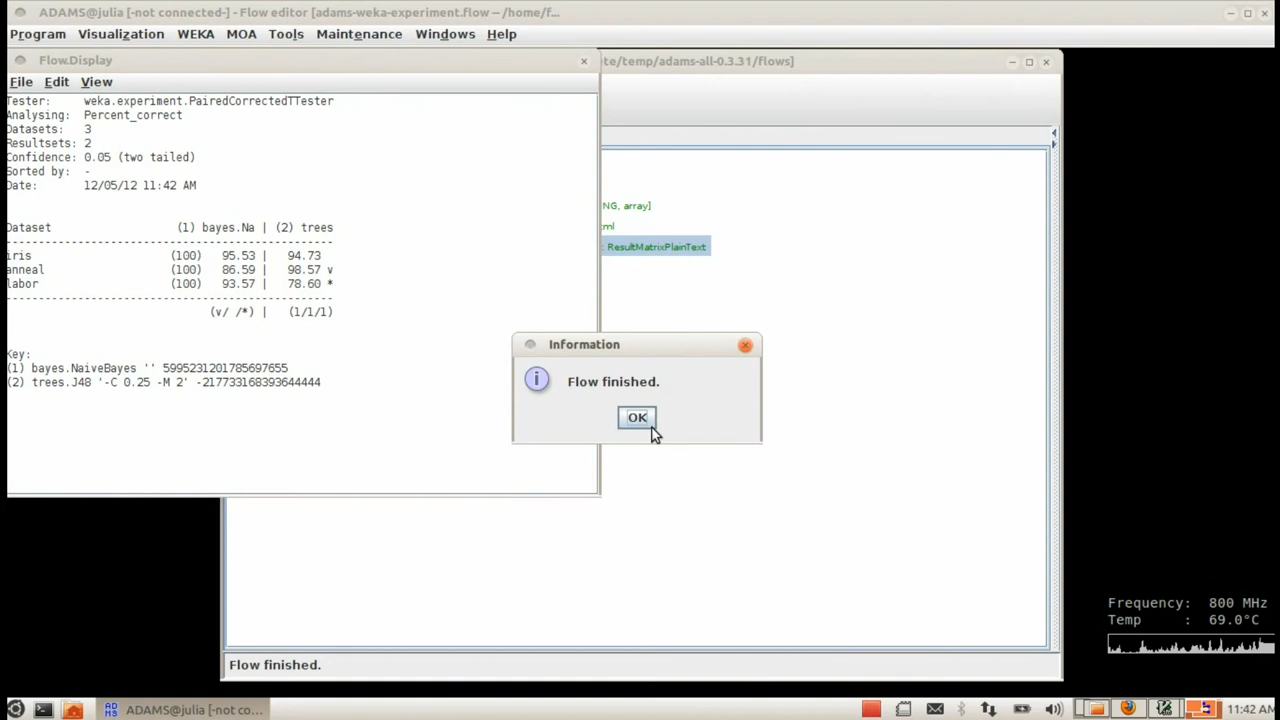 ADAMS@julia [-not connected-] - Flow editor [adams-weka-experiment.flow – /home/f...
Program Visualization WEKA MOA Tools Maintenance Windows Help
Flow.Display
te/temp/adams-all-0.3.31/flows]
File Edit View
Tester: weka.experiment.PairedCorrectedTTester
Analysing: Percent_correct
Datasets: 3
Resultsets: 2
Confidence: 0.05 (two tailed)
Sorted by: -
Date: 12/05/12 11:42 AM
NG, array]
ml
: ResultMatrixPlainText
Dataset (1) bayes.Na | (2) trees
iris (100) 95.53 | 94.73
anneal (100) 86.59 | 98.57 v
labor (100) 93.57 | 78.60 *
(v/ /*) | (1/1/1)
Key:
(1) bayes.NaiveBayes '' 5995231201785697655
(2) trees.J48 '-C 0.25 -M 2' -217733168393644444
Information
Flow finished.
OK
Frequency: 800 MHz
Temp : 69.0°C
Flow finished.
ADAMS@julia [-not co...
11:42 AM